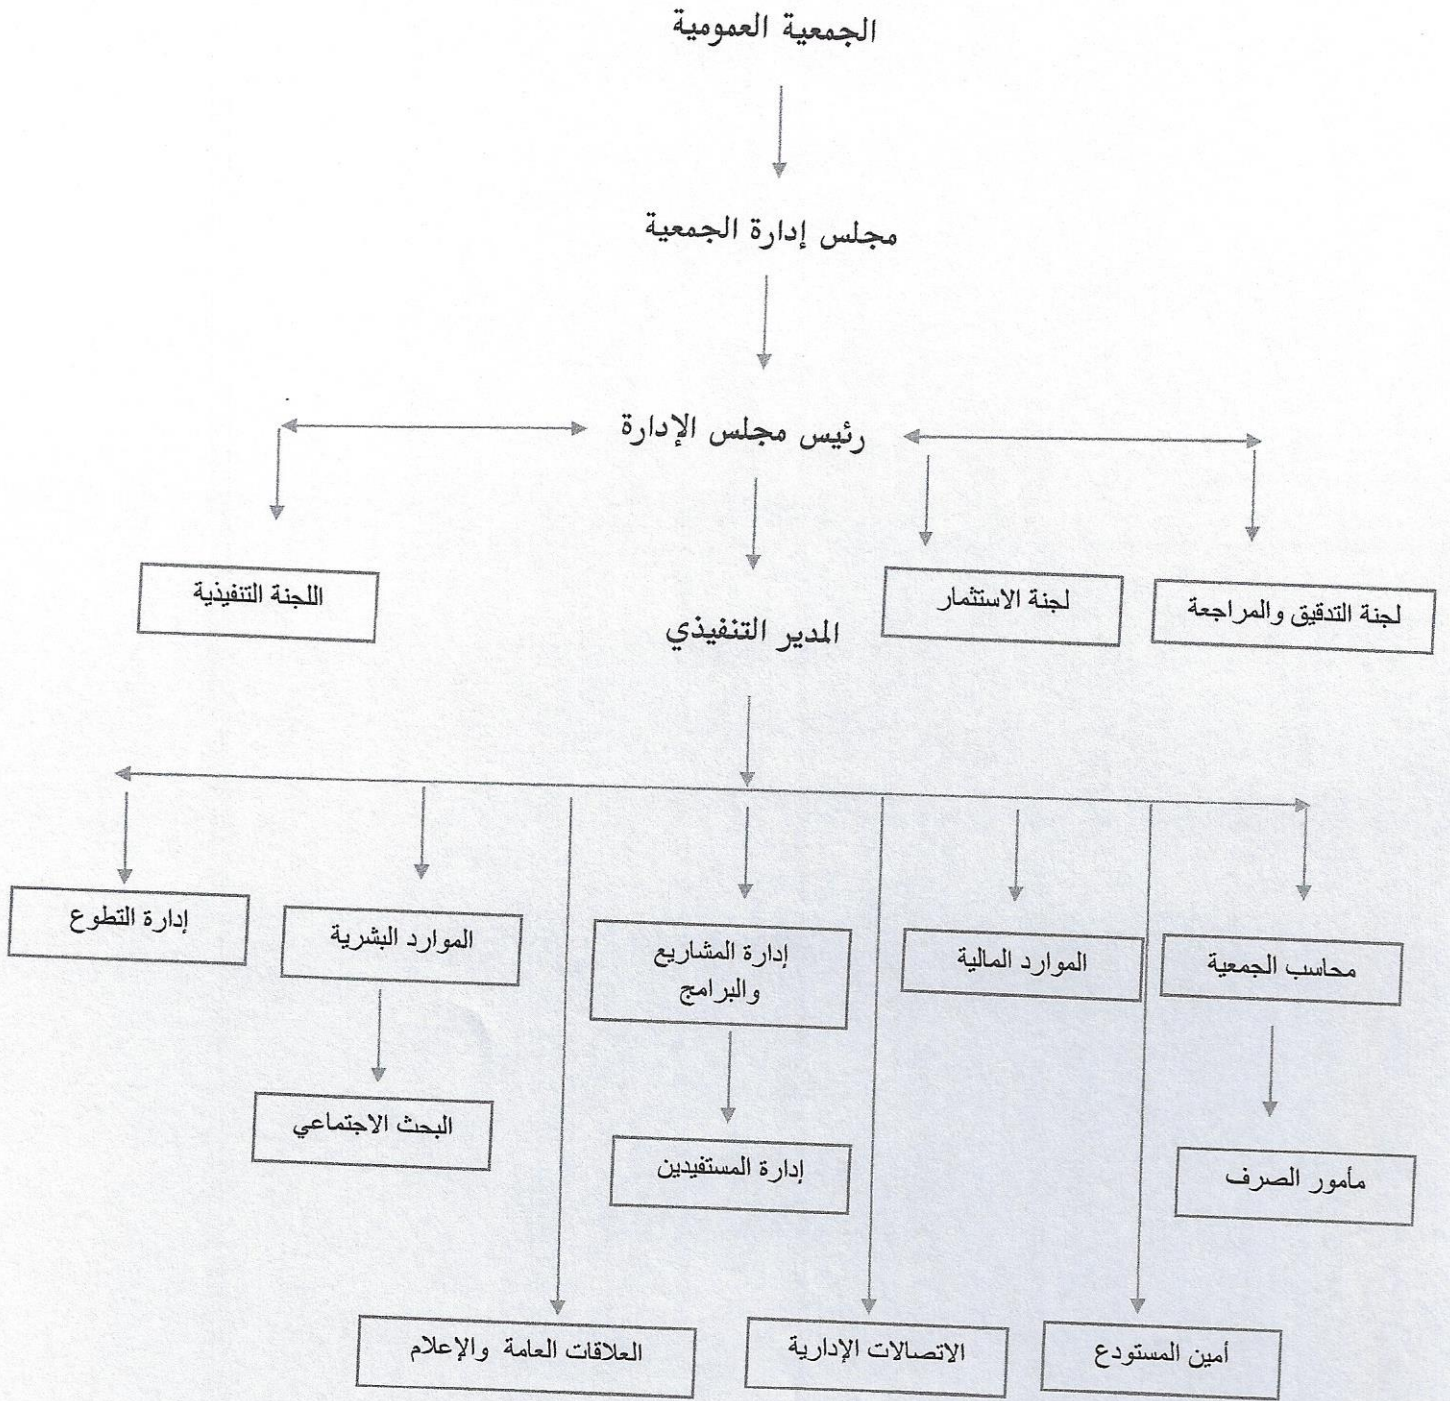 الجمعية العمومية
مجلس إدارة الجمعية
رئيس مجلس الإدارة
لجنة التدقيق والمراجعة
لجنة الاستثمار
اللجنة التنفيذية
المدير التنفيذي
محاسب الجمعية
الموارد المالية
إدارة المشاريع
والبرامج
الموارد البشرية
إدارة التطوع
مأمور الصرف
إدارة المستفيدين
البحث الاجتماعي
أمين المستودع
الاتصالات الإدارية
العلاقات العامة والإعلام